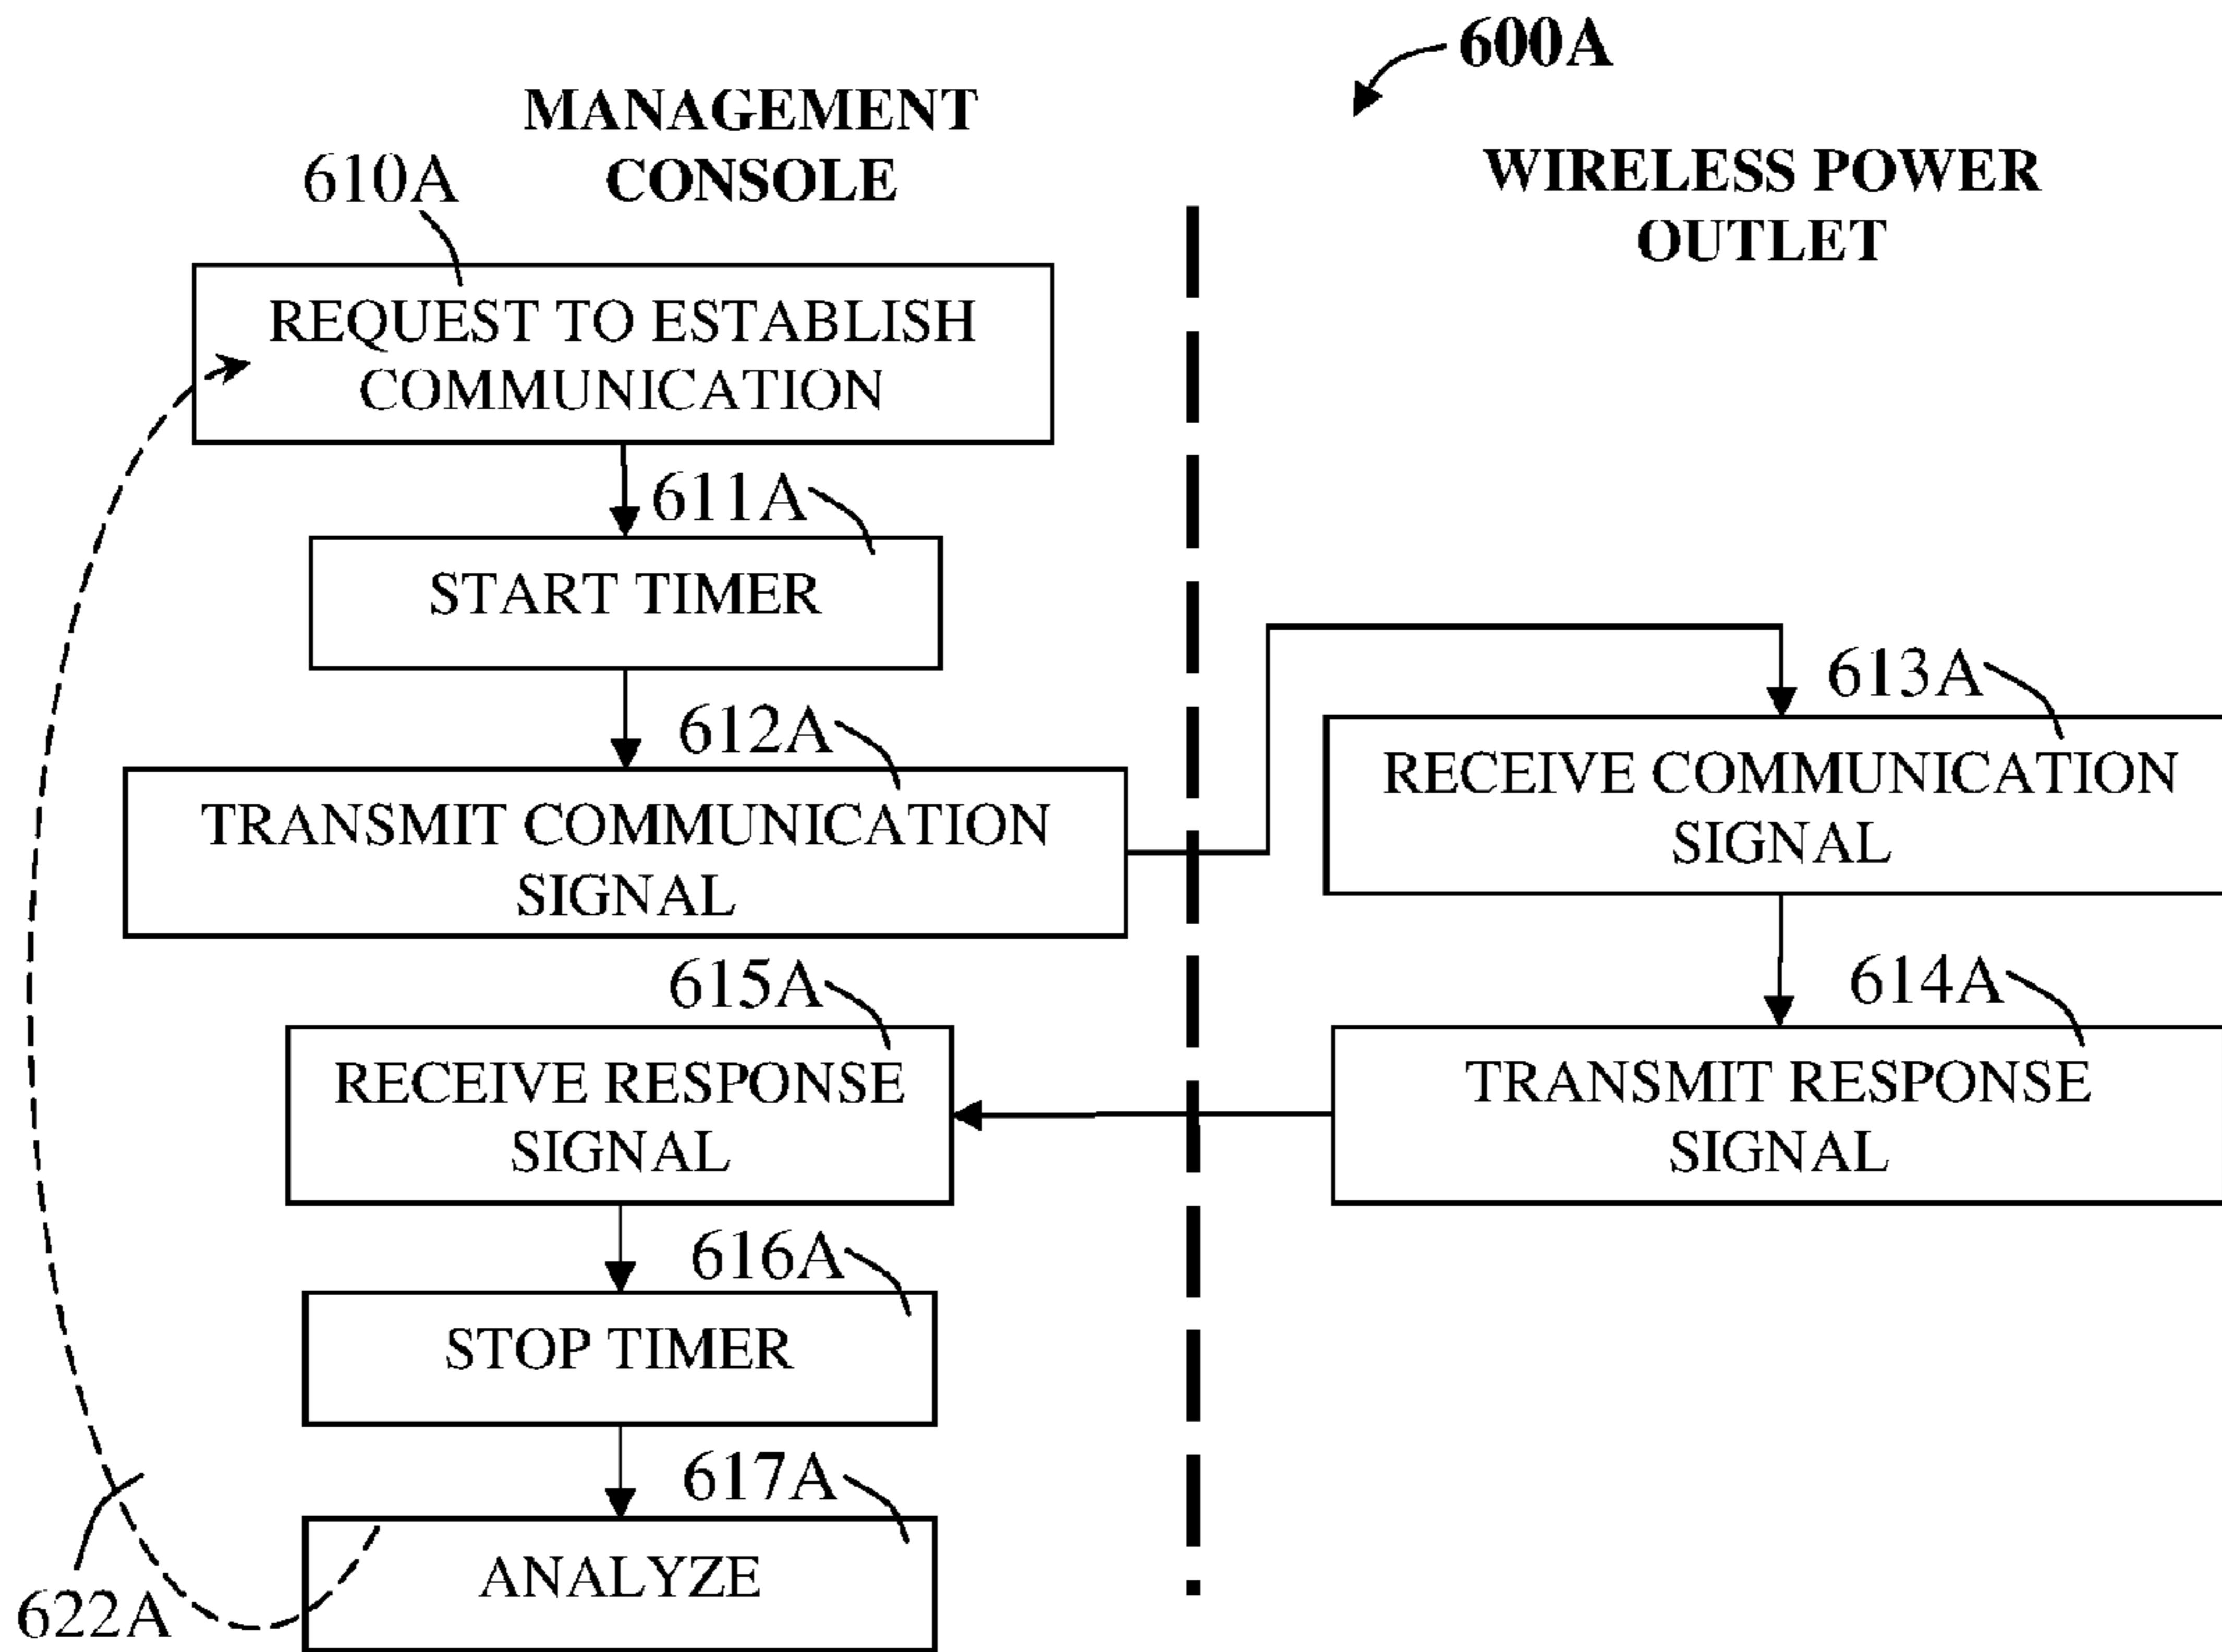 600A
MANAGEMENT
CONSOLE
WIRELESS POWER
OUTLET
610A
REQUEST TO ESTABLISH
COMMUNICATION
611A
START TIMER
612A
TRANSMIT COMMUNICATION
SIGNAL
613A
RECEIVE COMMUNICATION
SIGNAL
614A
TRANSMIT RESPONSE
SIGNAL
615A
RECEIVE RESPONSE
SIGNAL
616A
STOP TIMER
617A
ANALYZE
622A